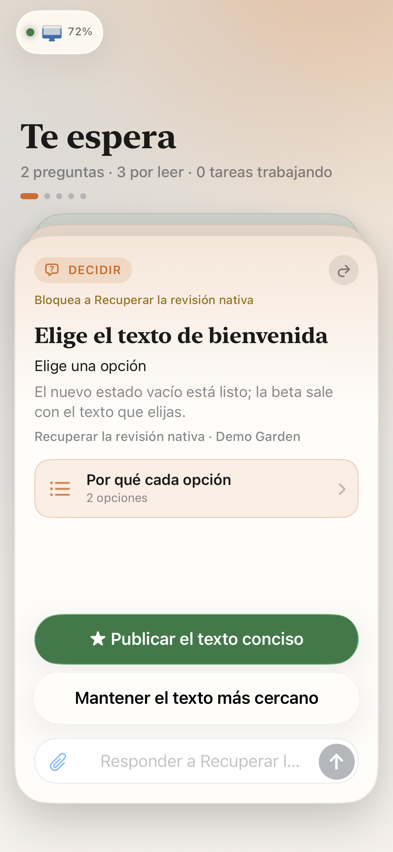 72%
Te espera
2 preguntas · 3 por leer · 0 tareas trabajando
DECIDIR
Bloquea a Recuperar la revisión nativa
Elige el texto de bienvenida
Elige una opción
El nuevo estado vacío está listo; la beta sale
con el texto que elijas.
Recuperar la revisión nativa · Demo Garden
Por qué cada opción
2 opciones
Publicar el texto conciso
Mantener el texto más cercano
Responder a Recuperar l...